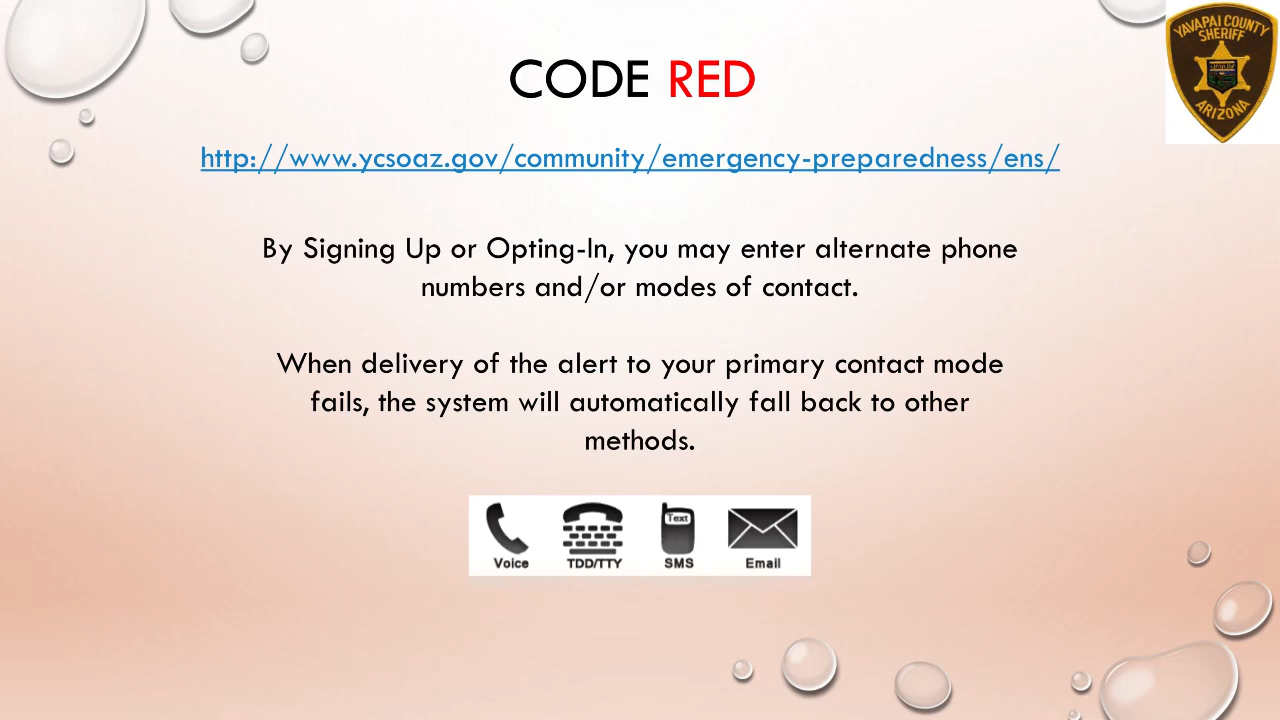 YAVAPAI COUNTY
SHERIFF
ARIZONA
CODE RED
http://www.ycsoaz.gov/community/emergency-preparedness/ens/
By Signing Up or Opting-In, you may enter alternate phone
numbers and/or modes of contact.
When delivery of the alert to your primary contact mode
fails, the system will automatically fall back to other
methods.
Text
Voice TDD/TTY SMS Email